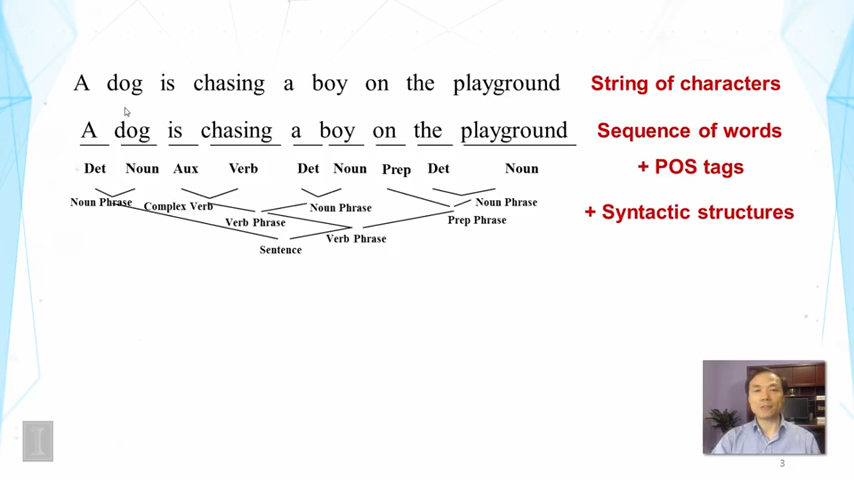 A dog is chasing a boy on the playground String of characters
A dog is chasing a boy on the playground Sequence of words
Det Noun Aux Verb Det Noun Prep Det Noun + POS tags
Noun Phrase Complex Verb Noun Phrase Noun Phrase + Syntactic structures
Verb Phrase Prep Phrase
Sentence Verb Phrase
I
3